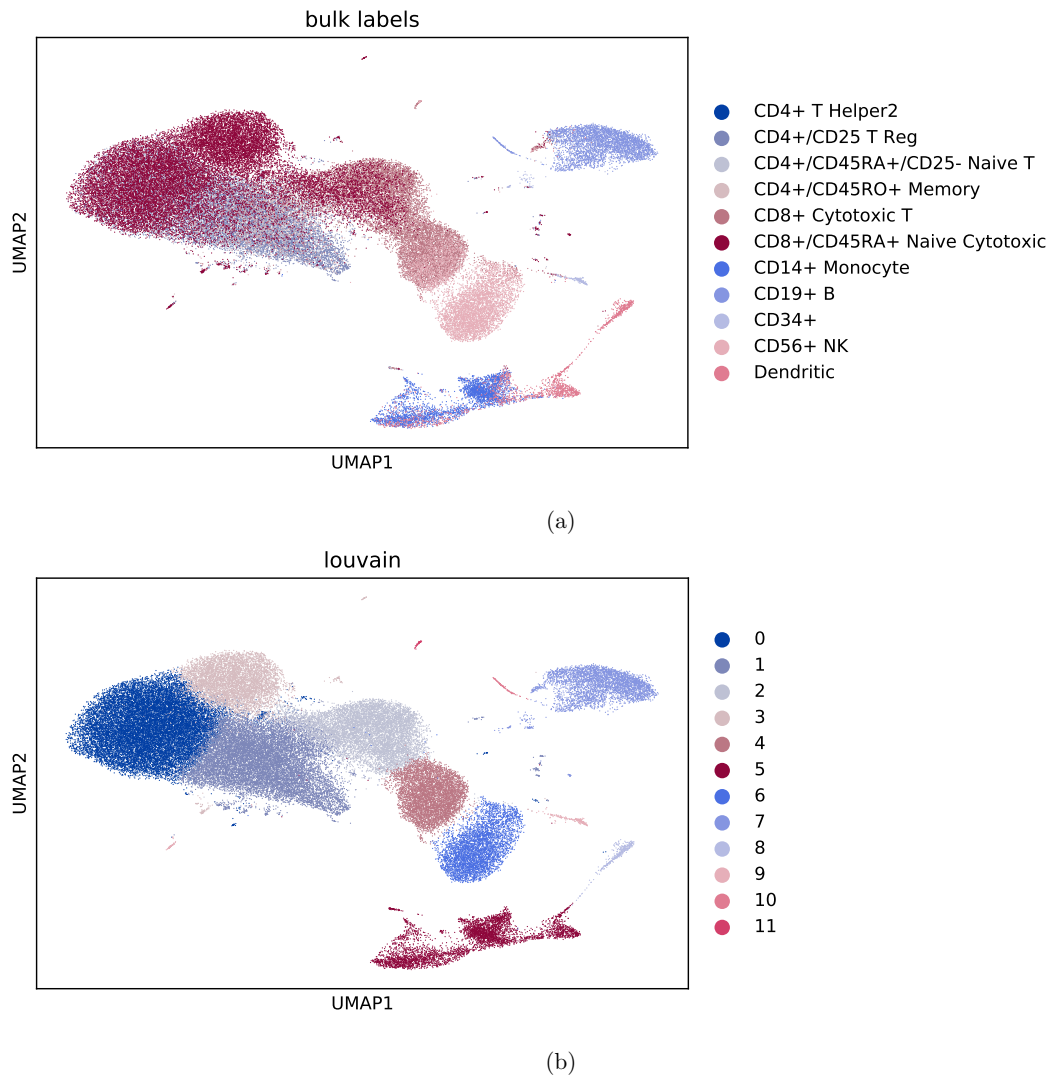 bulk labels
UMAP2
UMAP1
CD4+ T Helper2
CD4+/CD25 T Reg
CD4+/CD45RA+/CD25- Naive T
CD4+/CD45RO+ Memory
CD8+ Cytotoxic T
CD8+/CD45RA+ Naive Cytotoxic
CD14+ Monocyte
CD19+ B
CD34+
CD56+ NK
Dendritic
(a)
louvain
UMAP2
UMAP1
0
1
2
3
4
5
6
7
8
9
10
11
(b)